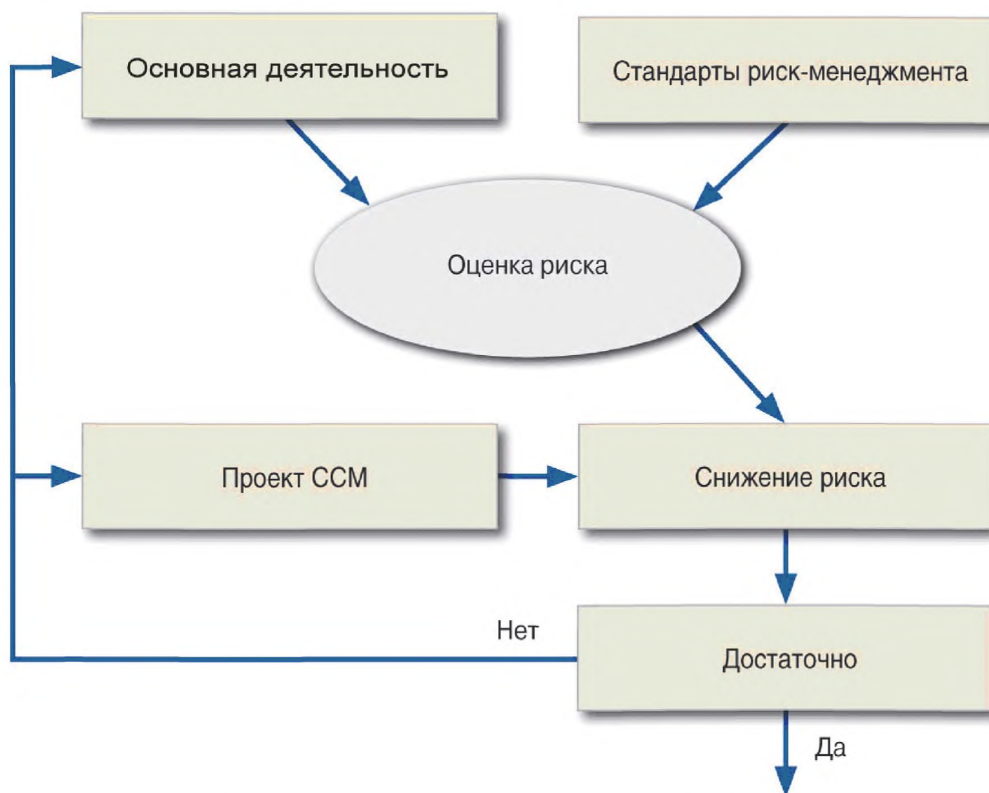 Основная деятельность
Стандарты риск-менеджмента
Оценка риска
Проект ССМ
Снижение риска
Нет
Достаточно
Да